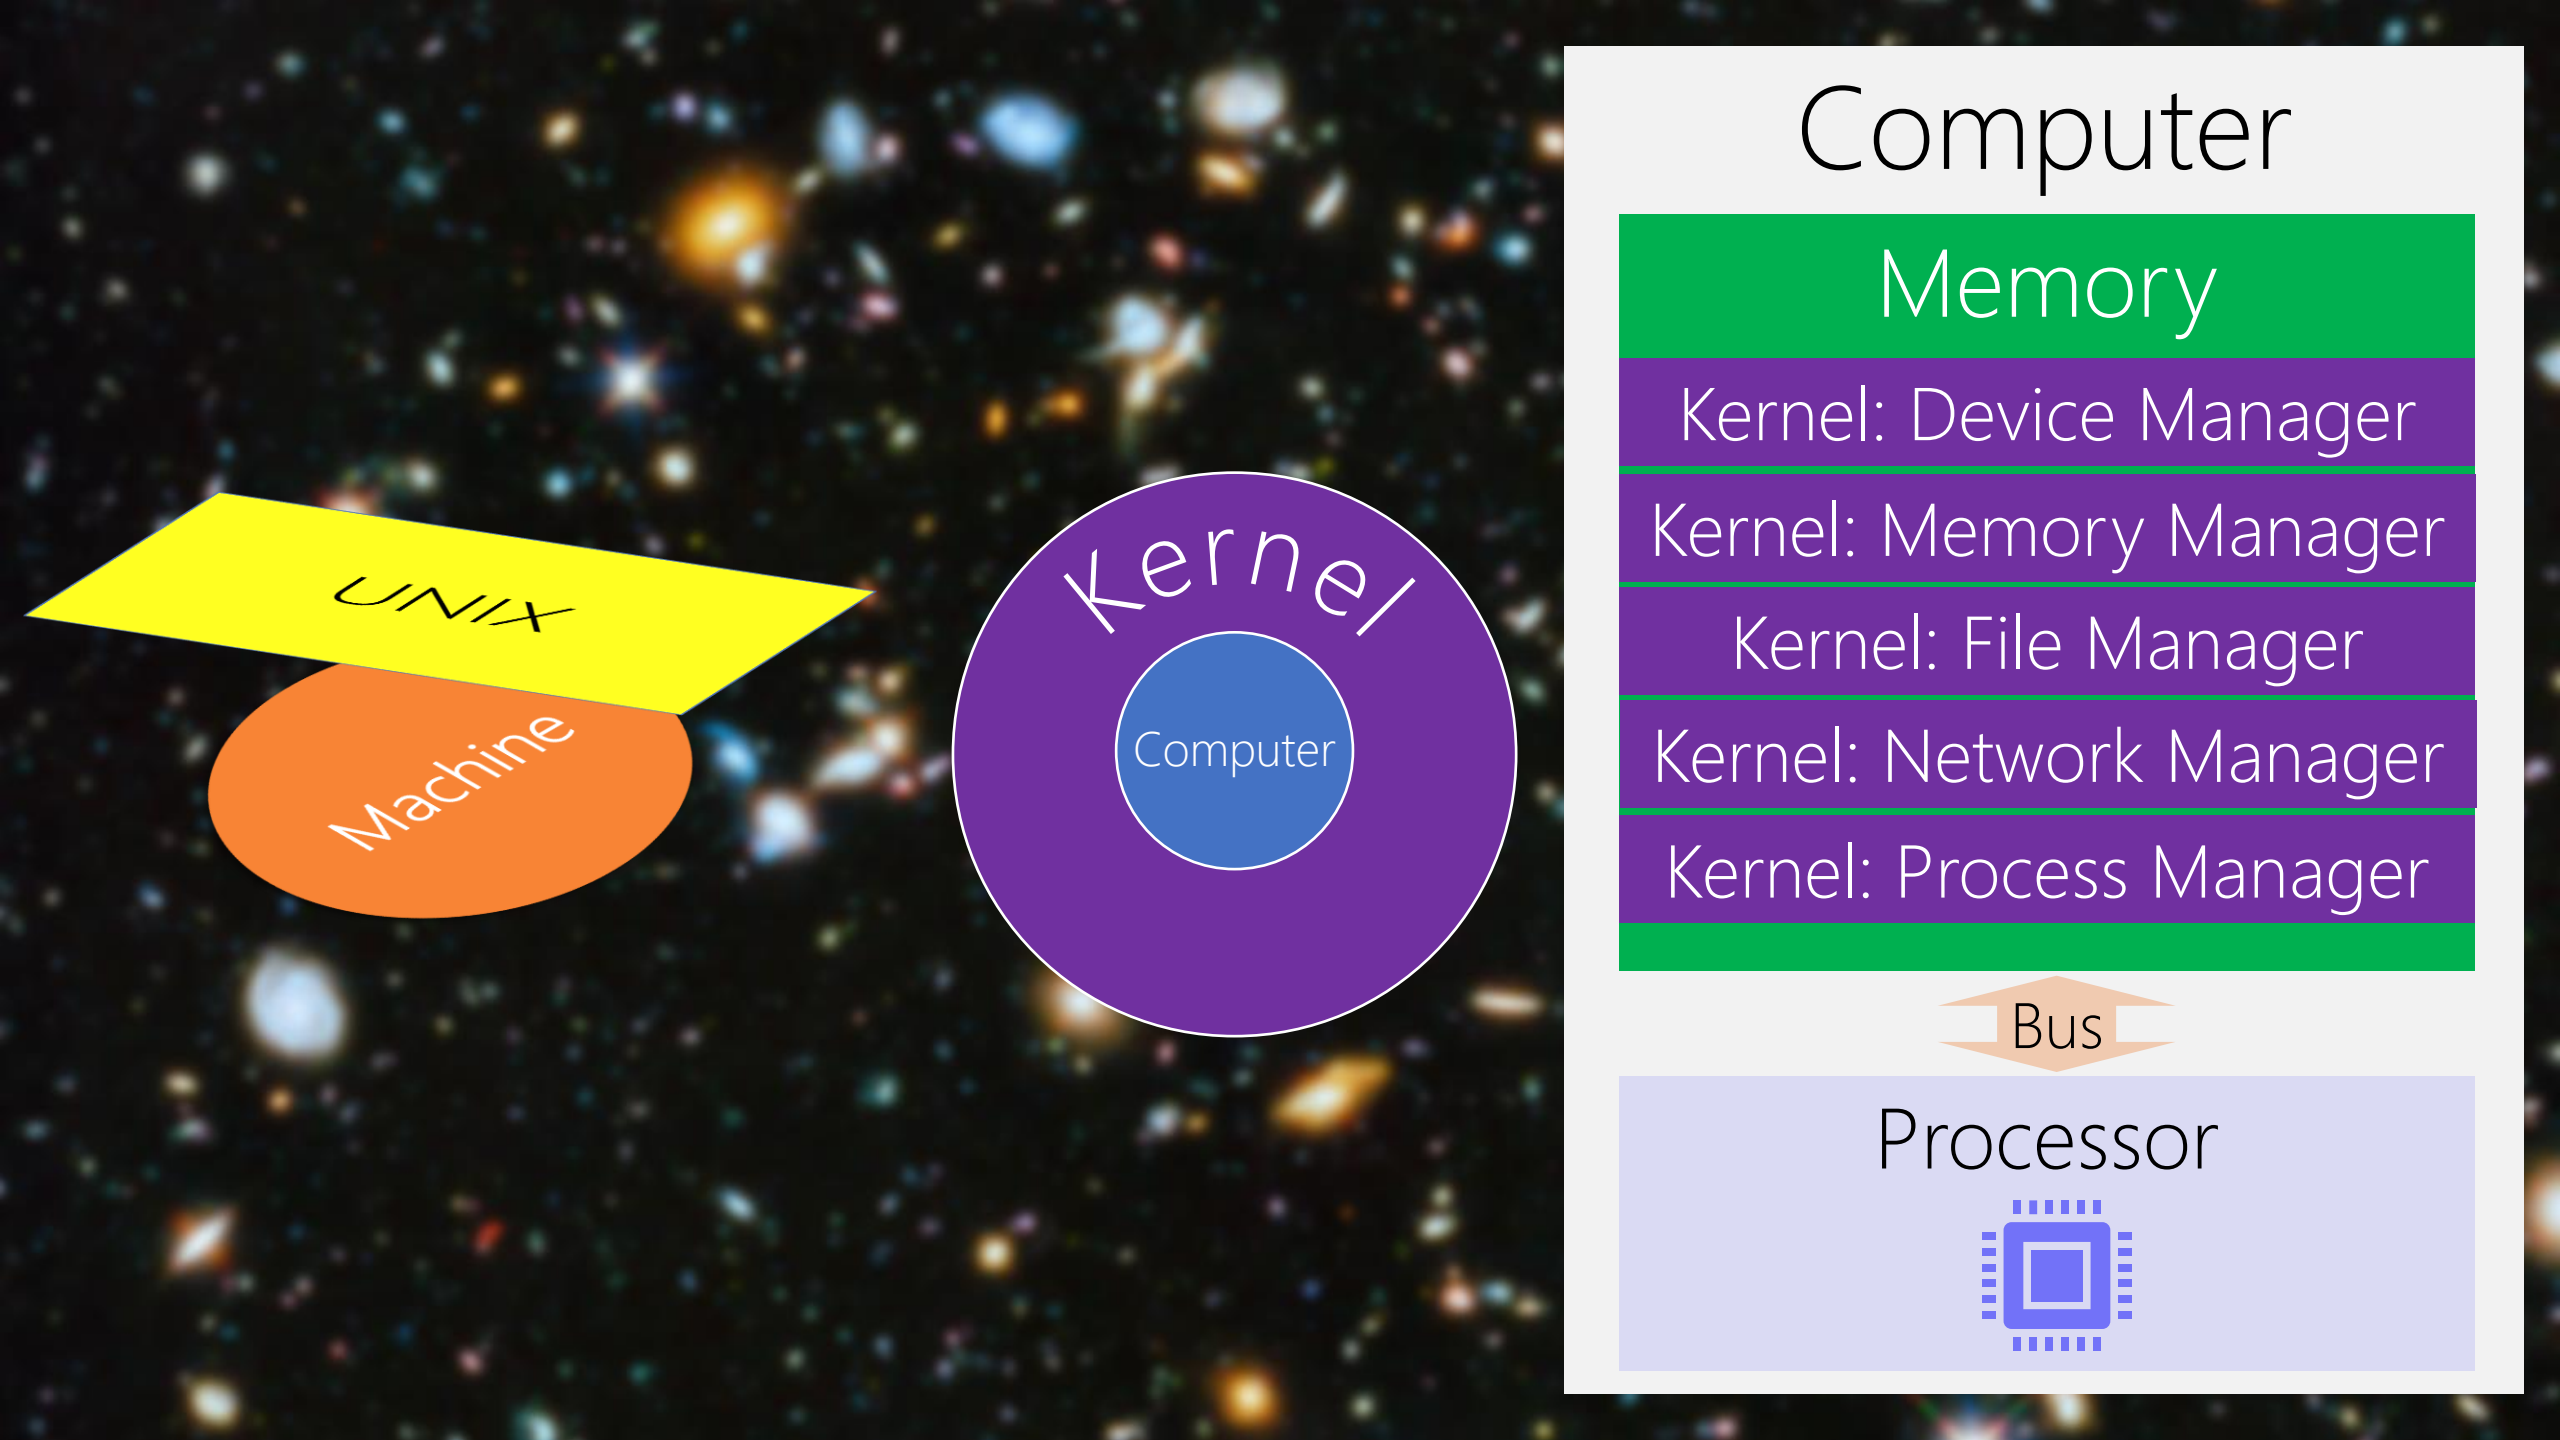 UNIX
Machine
Kernel
Computer
Computer
Memory
Kernel: Device Manager
Kernel: Memory Manager
Kernel: File Manager
Kernel: Network Manager
Kernel: Process Manager
Bus
Processor